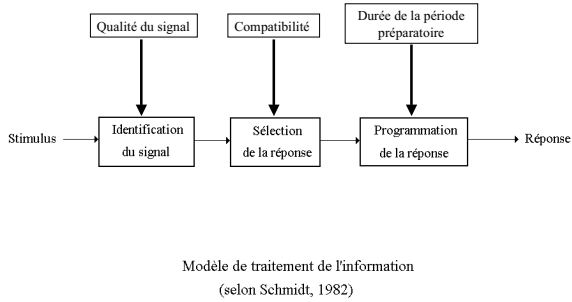 Qualité du signal
Compatibilité
Durée de la période
préparatoire
Stimulus
Identification
du signal
Sélection
de la réponse
Programmation
de la réponse
Réponse
Modèle de traitement de l'information
(selon Schmidt, 1982)